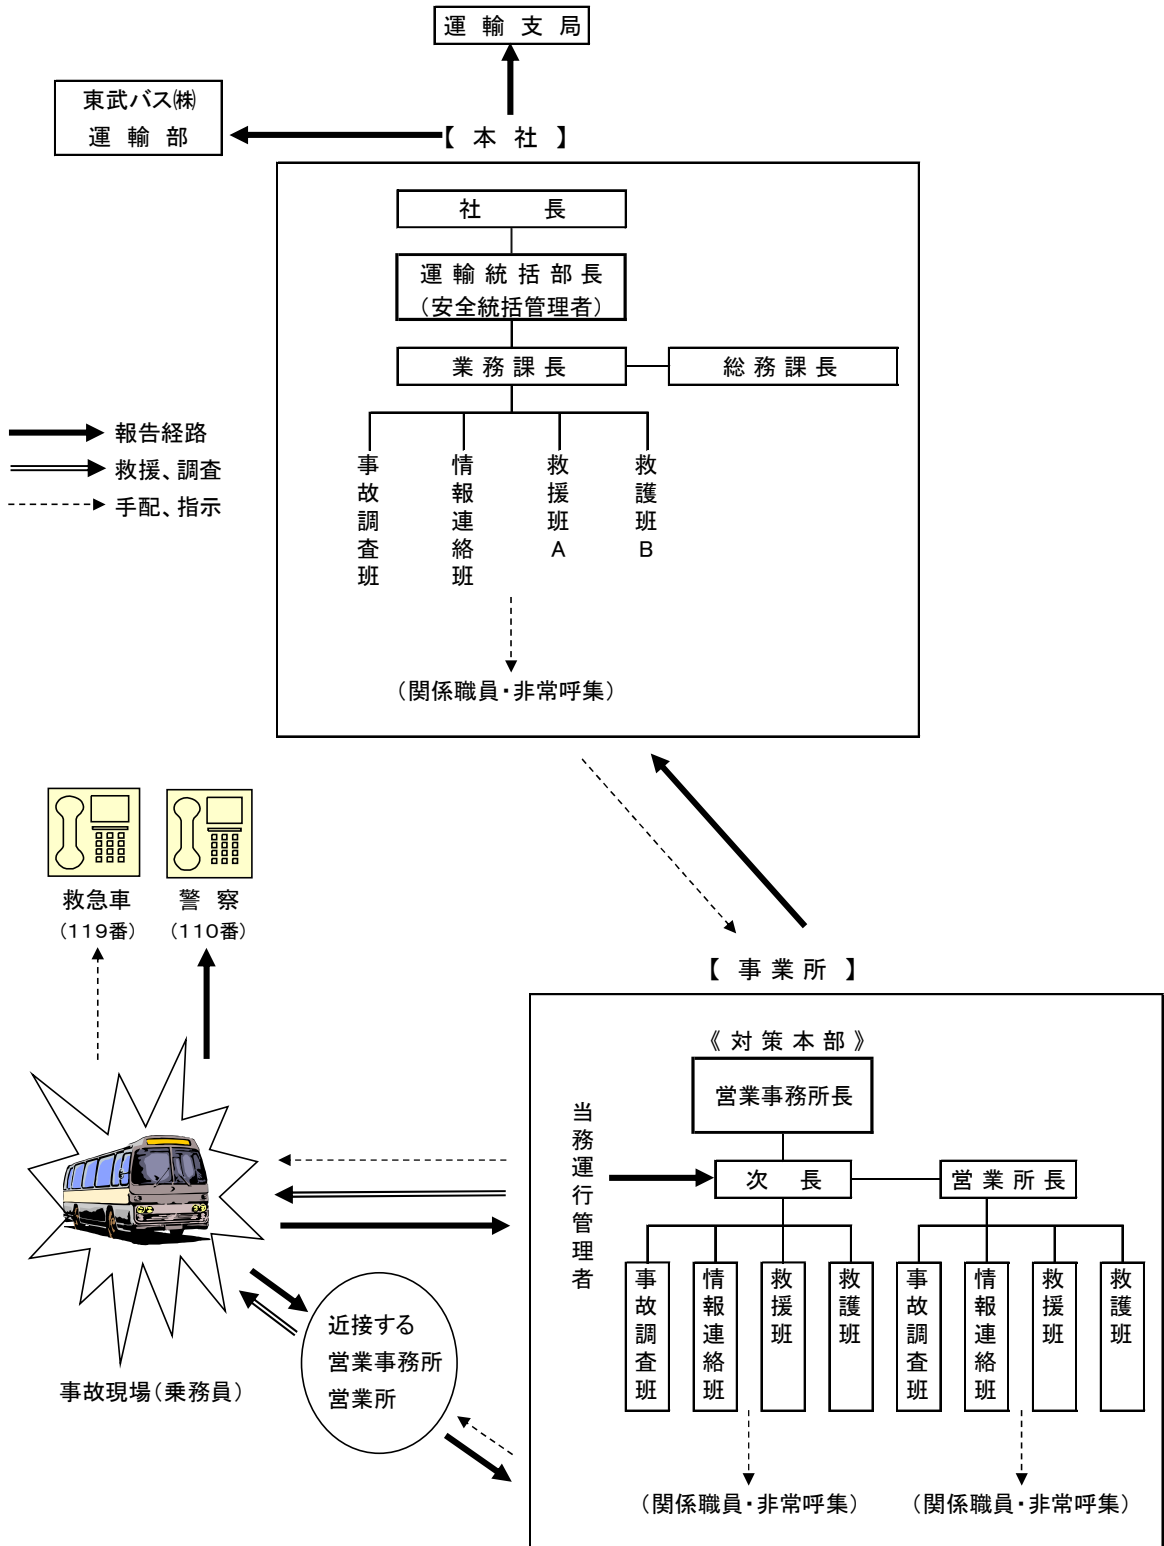 運輸支局
東武バス㈱
運輸部
【本社】
社長
運輸統括部長
（安全統括管理者）
業務課長
総務課長
報告経路
救援、調査
手配、指示
事故調査班
情報連絡班
救援班A
救護班B
（関係職員・非常呼集）
救急車
（119番）
警察
（110番）
【事業所】
《対策本部》
営業事務所長
当務運行管理者
次長
営業所長
事故調査班
情報連絡班
救援班
救護班
事故調査班
情報連絡班
救援班
救護班
近接する
営業事務所
営業所
事故現場（乗務員）
（関係職員・非常呼集）
（関係職員・非常呼集）